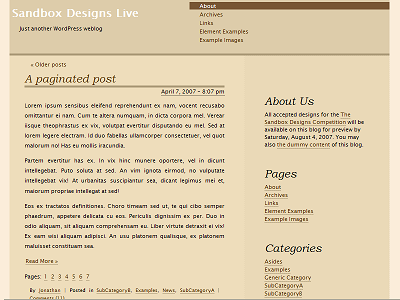 Sandbox Designs Live
Just another WordPress weblog
About
Archives
Links
Element Examples
Example Images
« Older posts
A paginated post
April 7, 2007 – 8:07 pm
Lorem ipsum sensibus eleifend reprehendunt ex nam, vocent recusabo
omittantur ei nam. Cum te altera numquam, in dicta corpora mel. Verear
iisque theophrastus ex vix, volutpat evertitur disputando eu mel. Sed at
lorem legere electram. Id duo fabellas ullamcorper consectetuer, vel quot
malorum no! Has eu mollis iracundia.
Partem evertitur has ex. In vix hinc munere oportere, vel in dicunt
intellegebat. Puto soluta at sed. An vim ignota eirmod, no vulputate
intellegebat vix! At urbanitas suscipiantur sea, dicant legimus mei et,
malorum propriae intellegat at sed!
Eos ex tractatos definitiones. Choro timeam sed ut, te qui cibo semper
phaedrum, appetere delicata cu eos. Periculis dignissim ex per. Duo in
odio aliquam, sit aliquam comprehensam eu. Liber virtute detraxit ei vix!
Ex eam wisi aliquam adipisci. An usu platonem qualisque, ex platonem
maluisset constituam sea.
Read More »
Pages: 1 2 3 4 5 6 7
By Jonathan | Posted in SubCategoryB, Examples, News, SubCategoryA |
Comments (11)
About Us
All accepted designs for the The
Sandbox Designs Competition will be
available on this blog for preview by
Saturday, August 4, 2007. You may
also the dummy content of this blog.
Pages
About
Archives
Links
Element Examples
Example Images
Categories
Asides
Examples
Generic Category
SubCategoryA
SubCategoryB